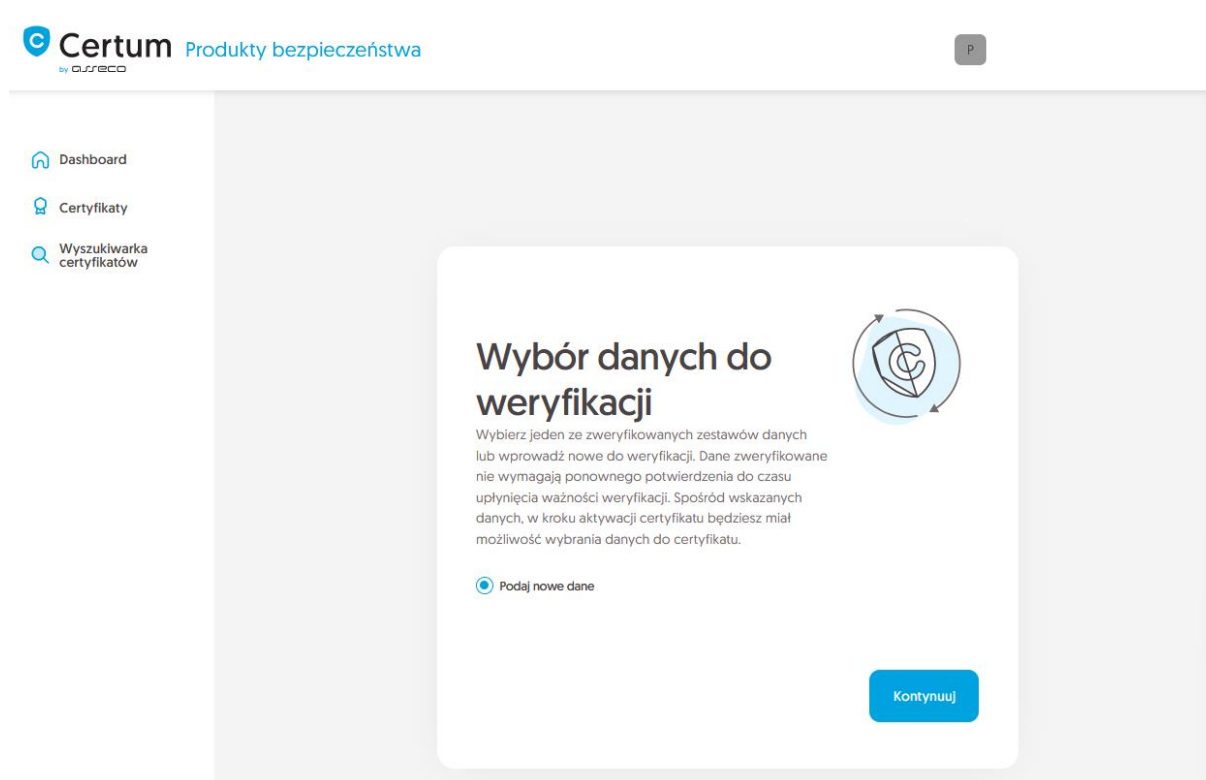 Certum Produkty bezpieczeństwa
by asseco
P
Dashboard
Certyfikaty
Wyszukiwarka
certyfikatów
Wybór danych do
weryfikacji
Wybierz jeden ze zweryfikowanych zestawów danych
lub wprowadź nowe do weryfikacji. Dane zweryfikowane
nie wymagają ponownego potwierdzenia do czasu
upłynięcia ważności weryfikacji. Spośród wskazanych
danych, w kroku aktywacji certyfikatu będziesz miał
możliwość wybrania danych do certyfikatu.
Podaj nowe dane
Kontynuuj